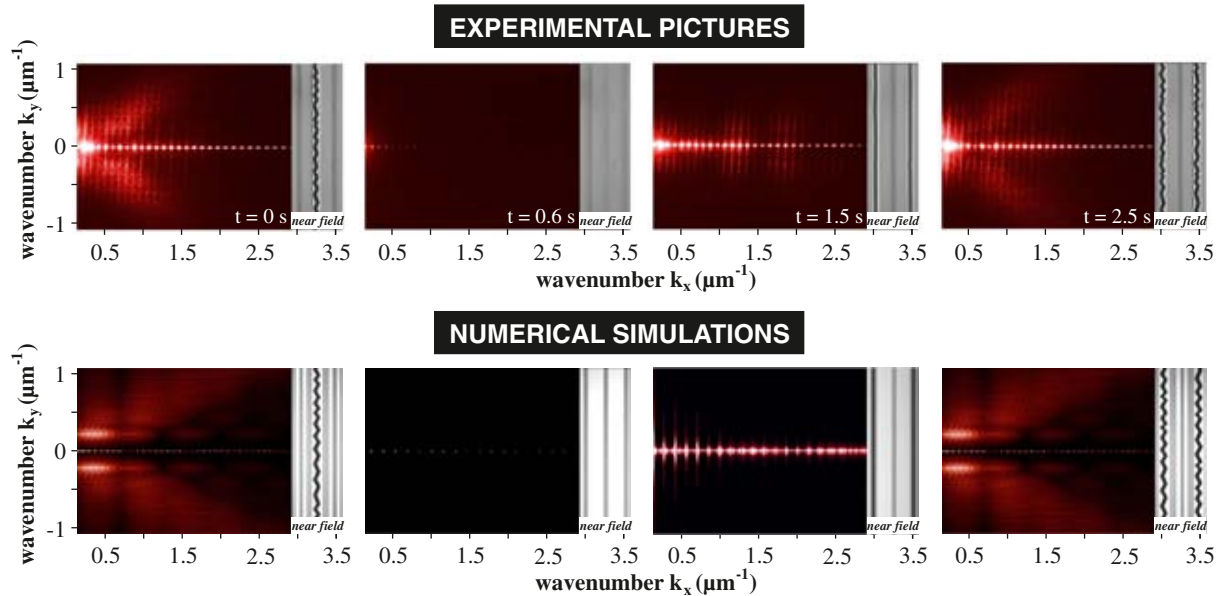 EXPERIMENTAL PICTURES
wavenumber k_y (µm⁻¹)
1
0
-1
t = 0 s near field
t = 0.6 s near field
t = 1.5 s near field
t = 2.5 s near field
0.5 1.5 2.5 3.5 0.5 1.5 2.5 3.5 0.5 1.5 2.5 3.5 0.5 1.5 2.5 3.5
wavenumber k_x (µm⁻¹)
NUMERICAL SIMULATIONS
wavenumber k_y (µm⁻¹)
1
0
-1
near field
near field
near field
near field
0.5 1.5 2.5 3.5 0.5 1.5 2.5 3.5 0.5 1.5 2.5 3.5 0.5 1.5 2.5 3.5
wavenumber k_x (µm⁻¹)